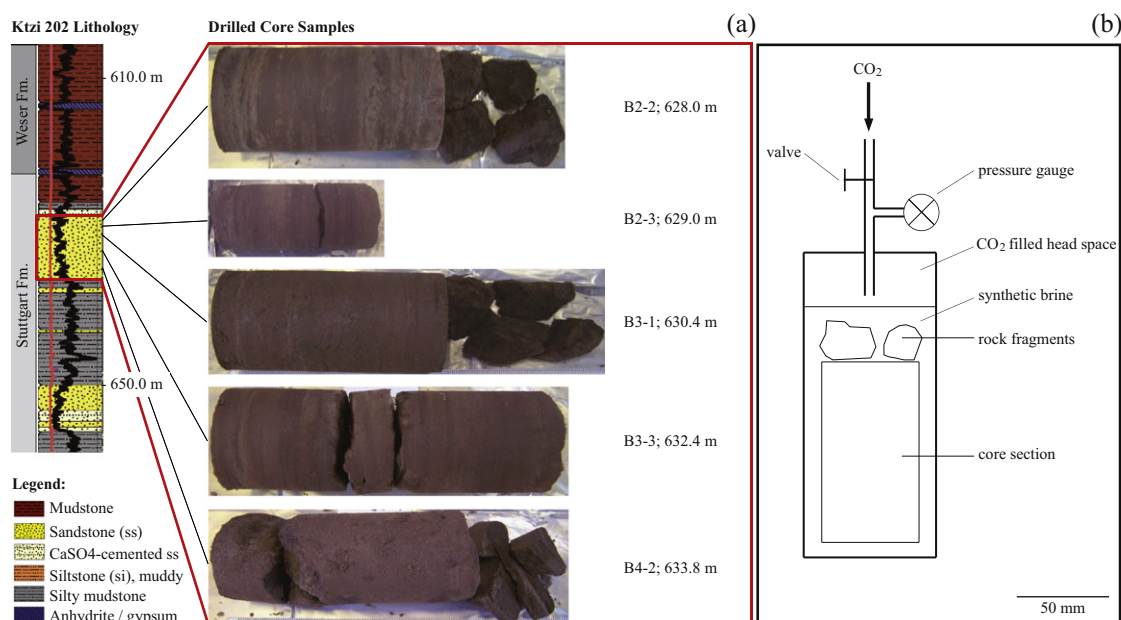 Ktzi 202 Lithology
Drilled Core Samples
(a)
(b)
Weser Fm.
Stuttgart Fm.
610.0 m
650.0 m
B2-2; 628.0 m
B2-3; 629.0 m
B3-1; 630.4 m
B3-3; 632.4 m
B4-2; 633.8 m
Legend:
Mudstone
Sandstone (ss)
CaSO4-cemented ss
Siltstone (si), muddy
Silty mudstone
Anhydrite / gypsum
CO₂
valve
pressure gauge
CO₂ filled head space
synthetic brine
rock fragments
core section
50 mm